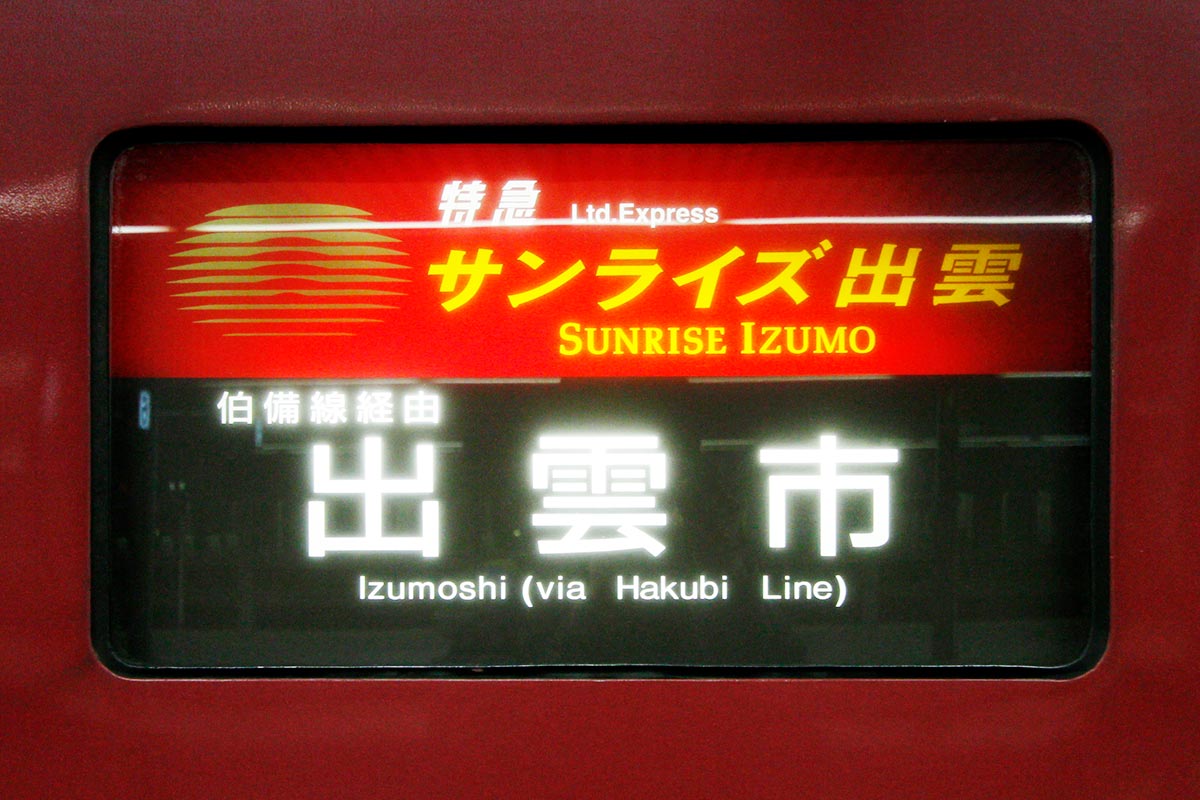 特急 Ltd.Express
サンライズ出雲
SUNRISE IZUMO
伯備線経由
出雲市
Izumoshi (via Hakubi Line)